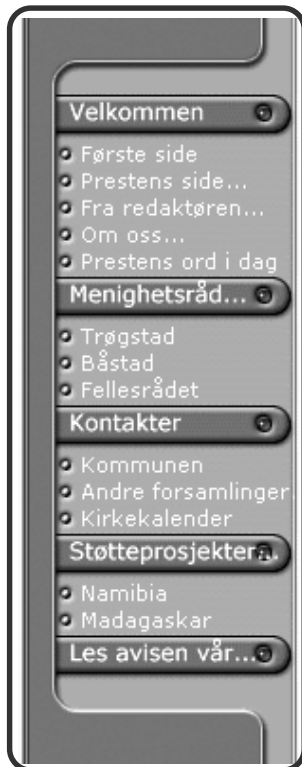 Velkommen
Første side
Prestens side...
Fra redaktøren...
Om oss...
Prestens ord i dag
Menighetsråd...
Trøgstad
Båstad
Fellesrådet
Kontakter
Kommunen
Andre forsamlinger
Kirkekalender
Støtteprosjekter...
Namibia
Madagaskar
Les avisen vår...